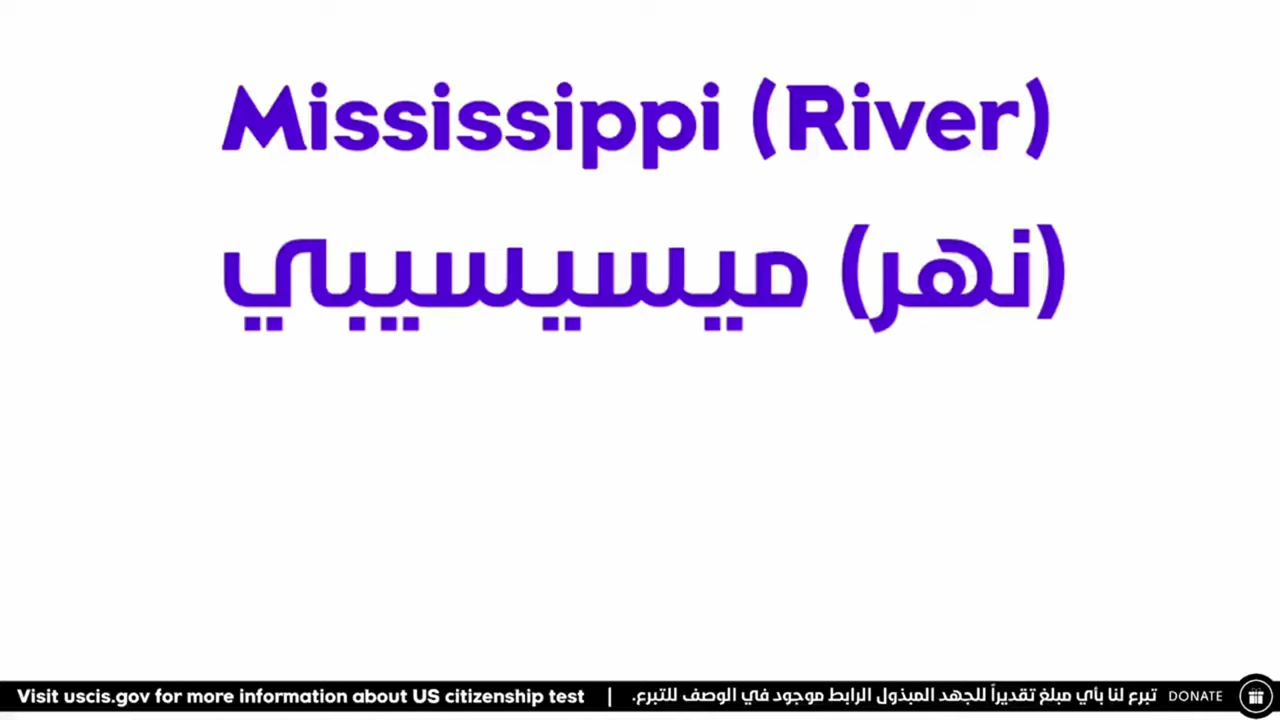 Mississippi (River)
(نهر) ميسيسيبي
Visit uscis.gov for more information about US citizenship test | تبرع لنا بأي مبلغ تقديراً للجهد المبذول الرابط موجود في الوصف للتبرع. DONATE